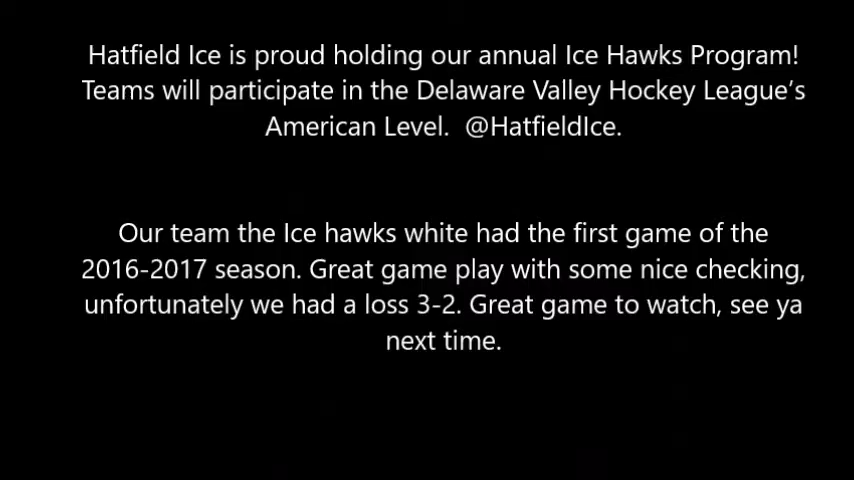 Hatfield Ice is proud holding our annual Ice Hawks Program!
Teams will participate in the Delaware Valley Hockey League’s
American Level.  @HatfieldIce.
Our team the Ice hawks white had the first game of the
2016-2017 season. Great game play with some nice checking,
unfortunately we had a loss 3-2. Great game to watch, see ya
next time.